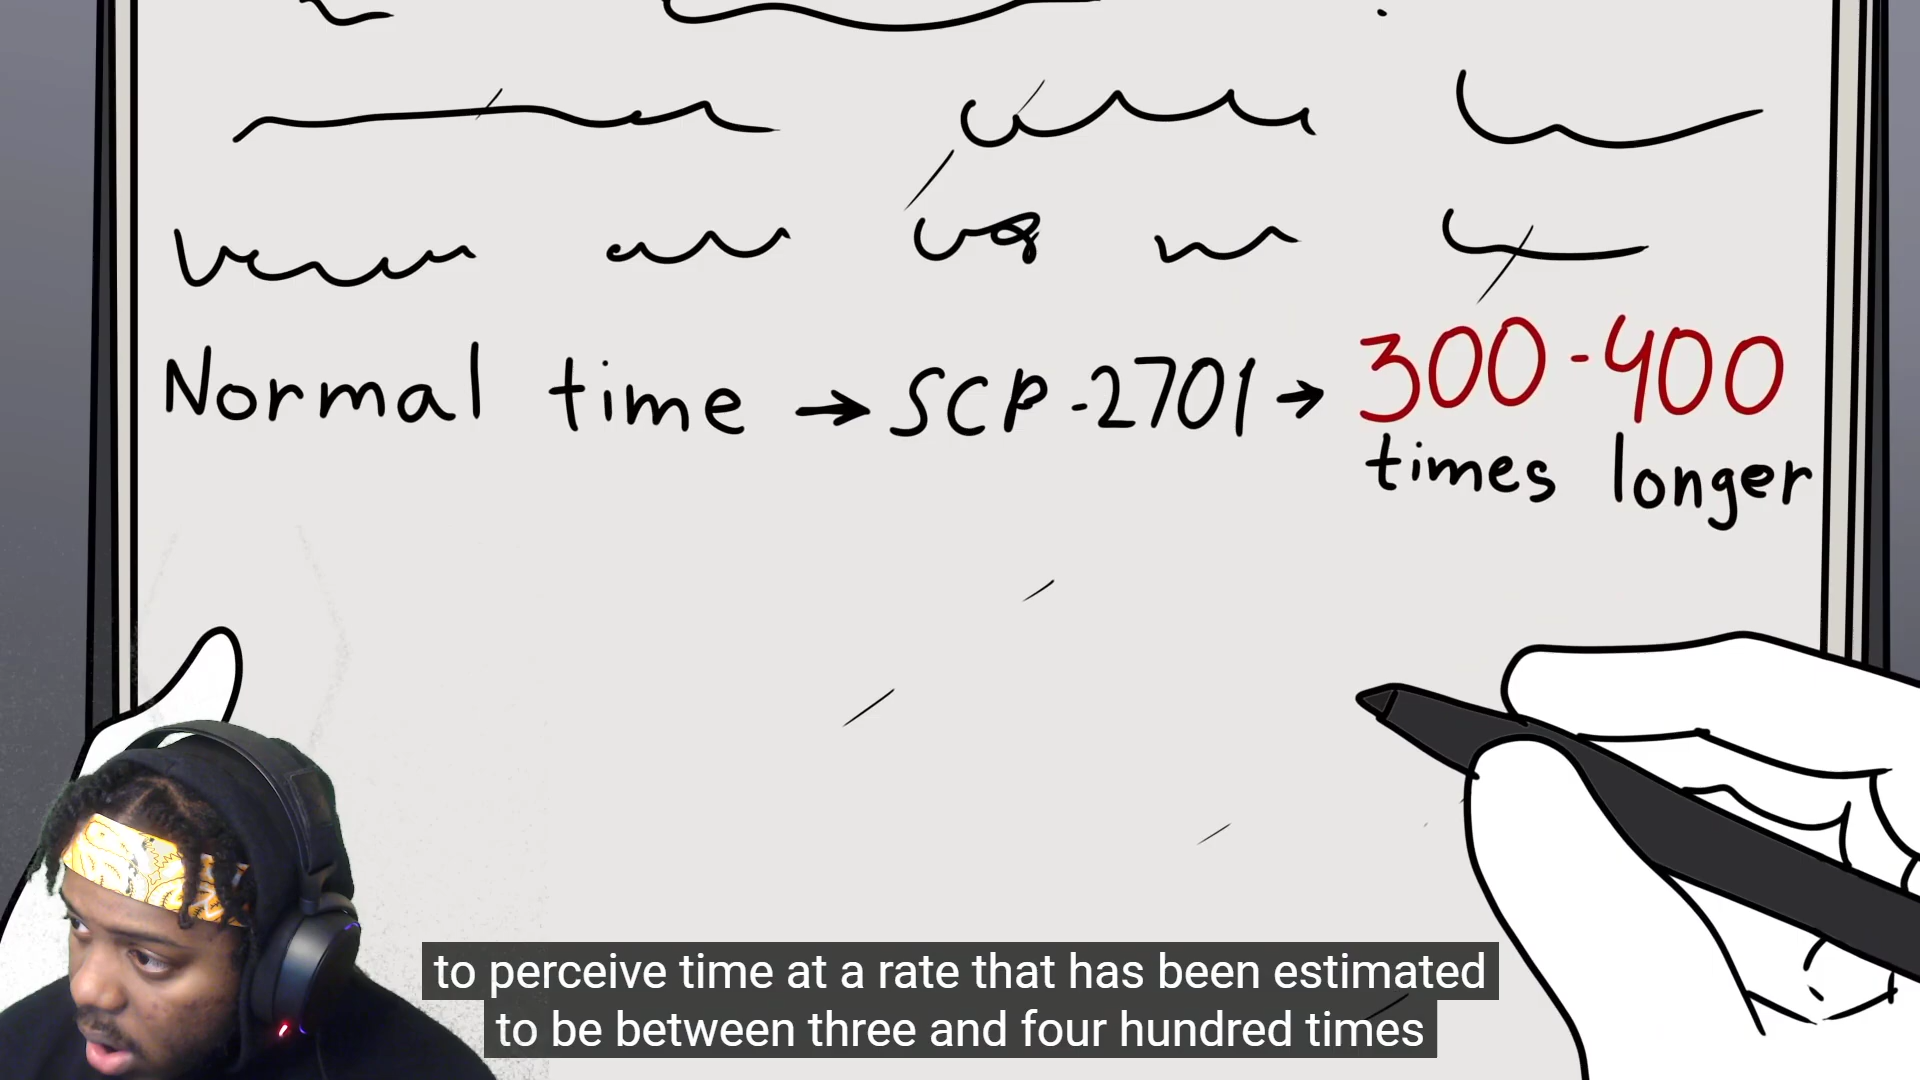 Normal time → SCP-2701 → 300-400
times longer
to perceive time at a rate that has been estimated
to be between three and four hundred times